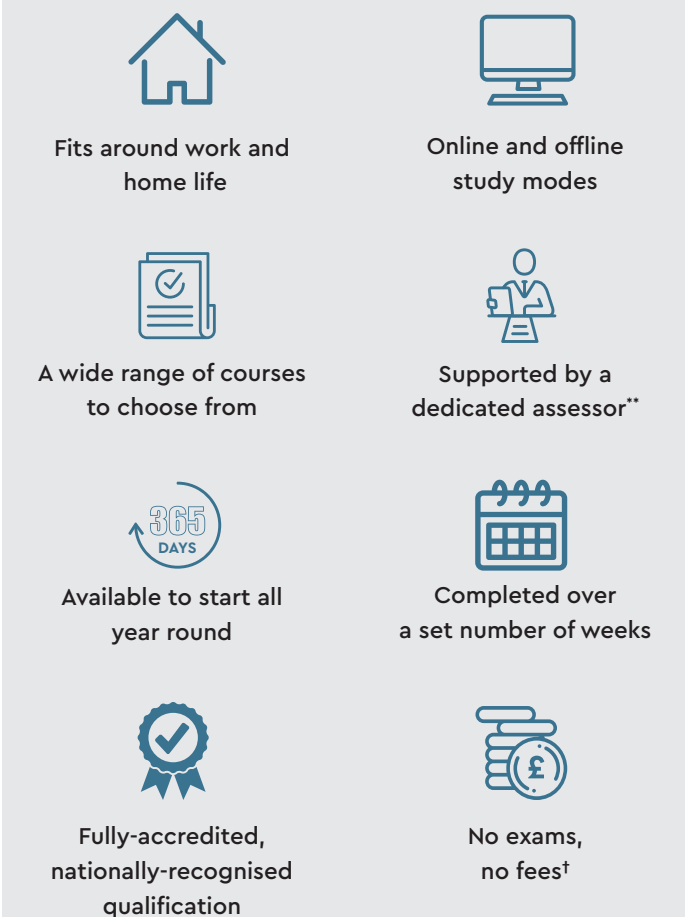 Fits around work and
home life
Online and offline
study modes
A wide range of courses
to choose from
Supported by a
dedicated assessor**
365
DAYS
Available to start all
year round
Completed over
a set number of weeks
Fully-accredited,
nationally-recognised
qualification
£
No exams,
no fees†